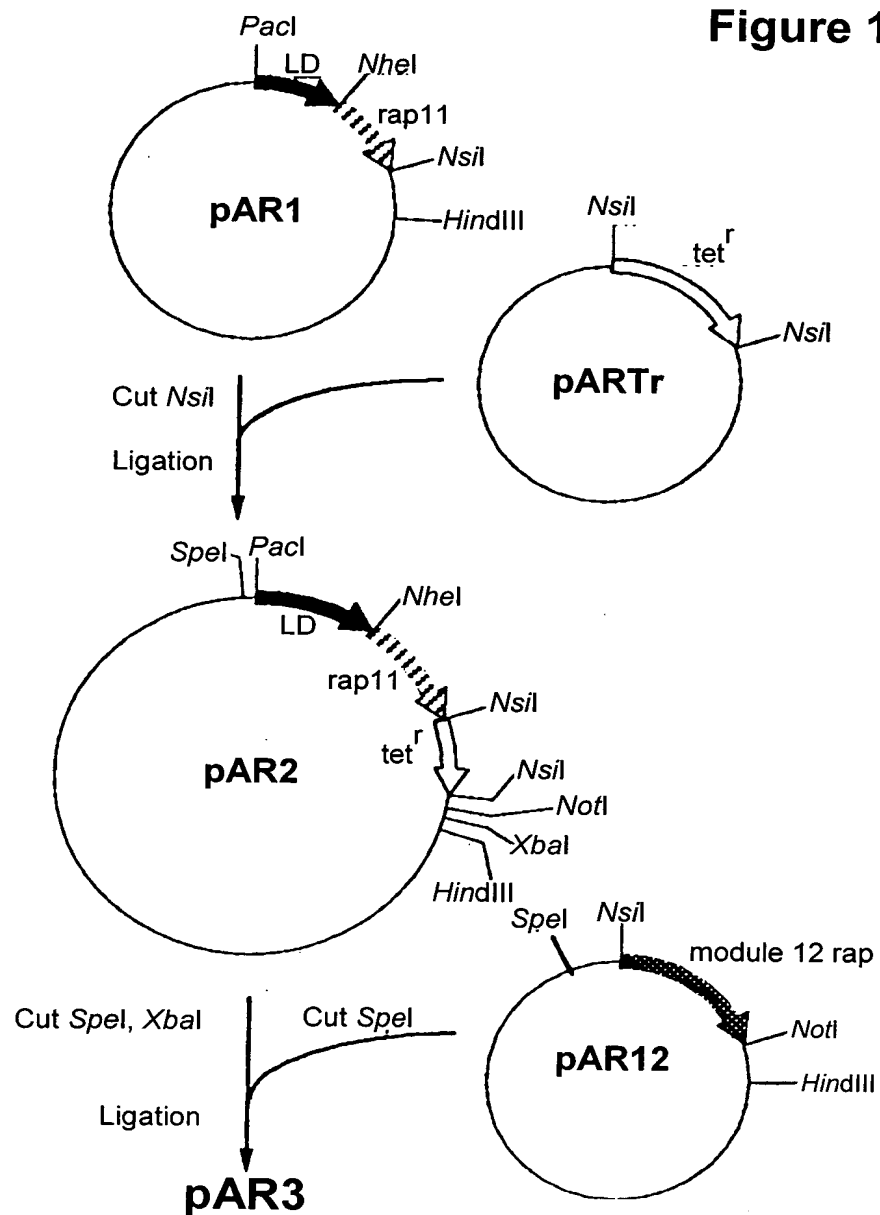 Figure 1
PacI
LD
NheI
rap11
NsiI
pAR1
HindIII
NsiI
tet^r
NsiI
pARTr
Cut NsiI
Ligation
SpeI PacI
NheI
LD
rap11
NsiI
tet^r
pAR2
NsiI
NotI
XbaI
HindIII
SpeI NsiI
module 12 rap
Cut SpeI, XbaI
Cut SpeI
NotI
pAR12
HindIII
Ligation
pAR3